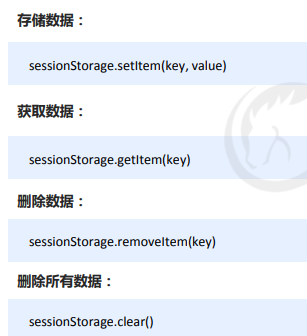 存储数据：
sessionStorage.setItem(key, value)
获取数据：
sessionStorage.getItem(key)
删除数据：
sessionStorage.removeItem(key)
删除所有数据：
sessionStorage.clear()